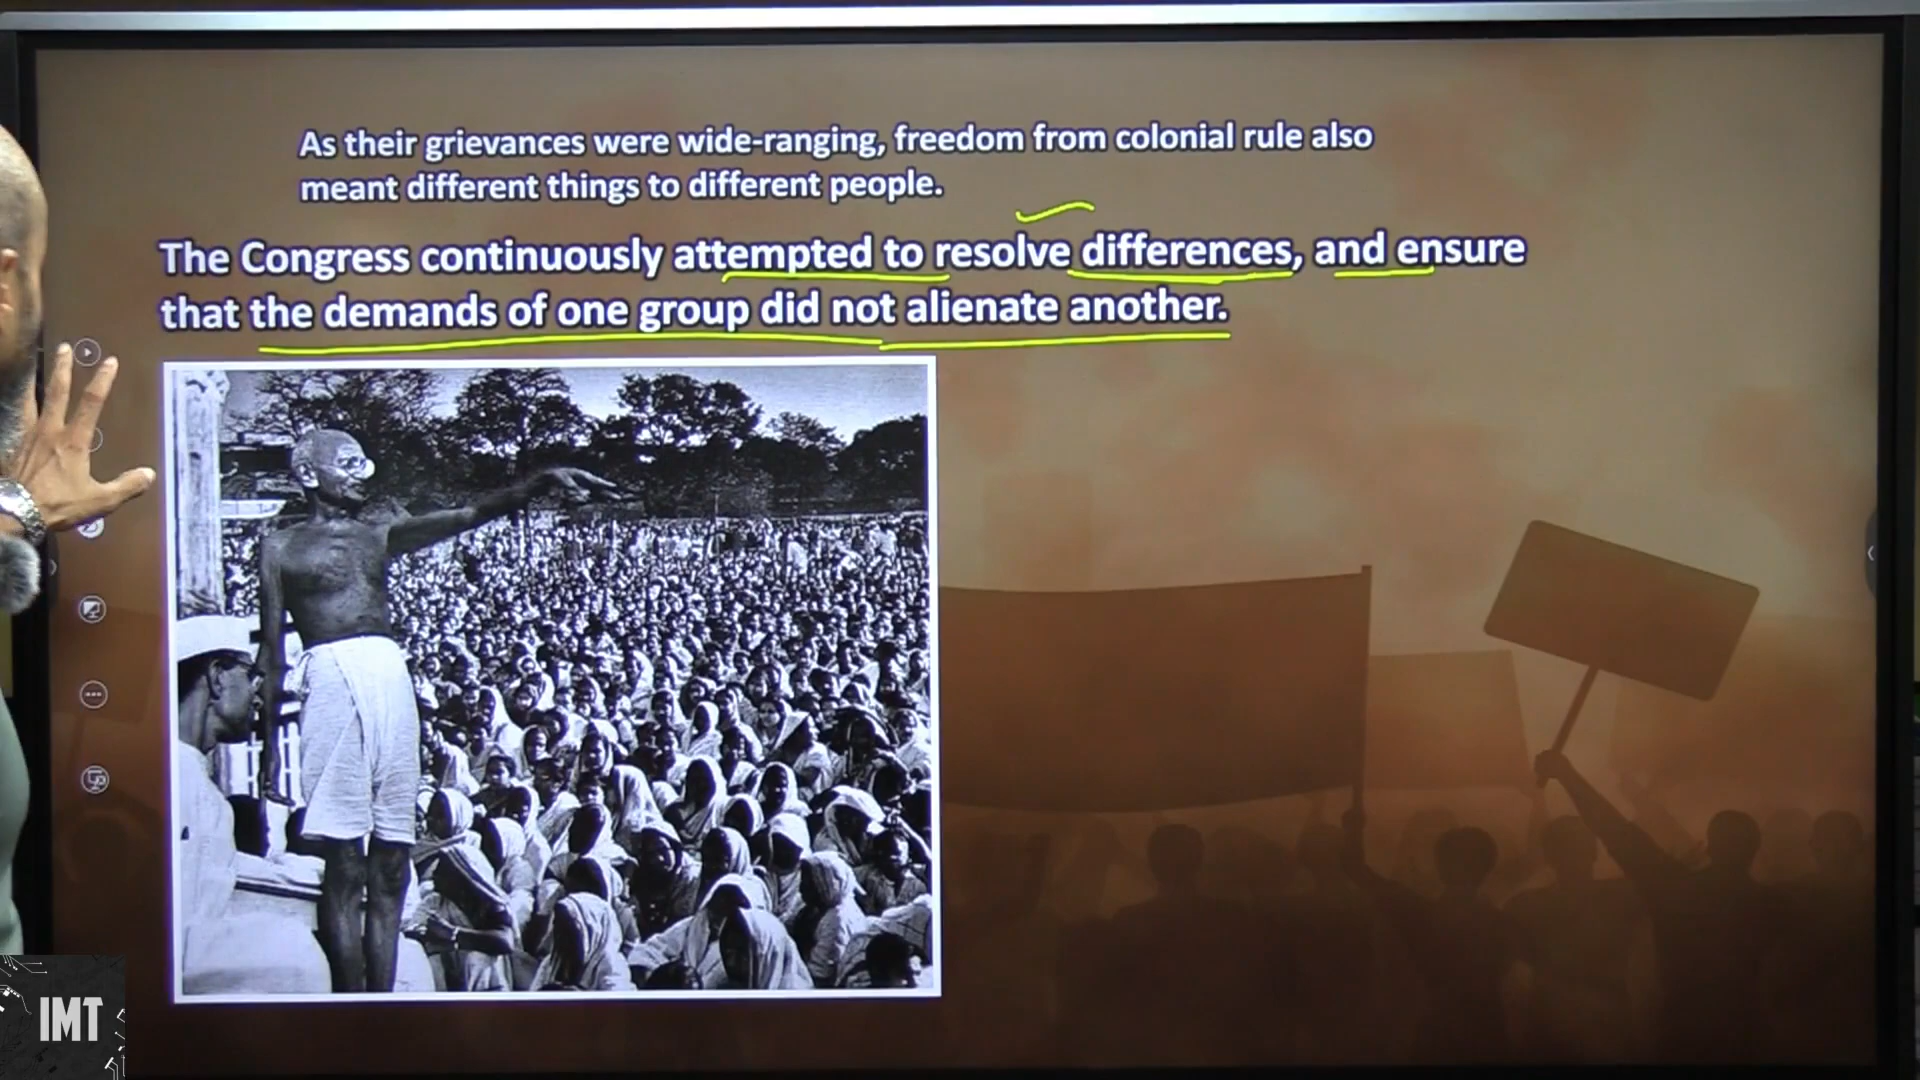 As their grievances were wide-ranging, freedom from colonial rule also
meant different things to different people.
The Congress continuously attempted to resolve differences, and ensure
that the demands of one group did not alienate another.
IMT